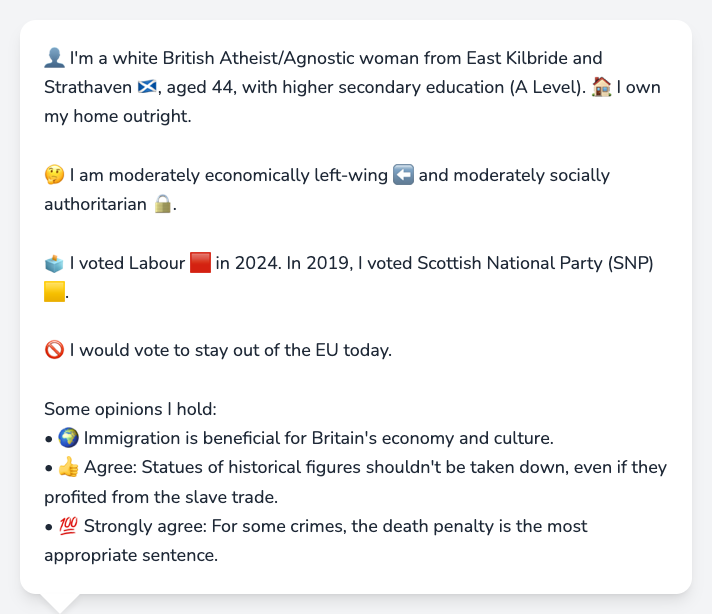 👤 I'm a white British Atheist/Agnostic woman from East Kilbride and
Strathaven 🏴󠁧󠁢󠁳󠁣󠁴󠁿, aged 44, with higher secondary education (A Level). 🏠 I own
my home outright.
🤔 I am moderately economically left-wing ⬅️ and moderately socially
authoritarian 🔒.
🗳️ I voted Labour 🟥 in 2024. In 2019, I voted Scottish National Party (SNP)
🟨.
🚫 I would vote to stay out of the EU today.
Some opinions I hold:
• 🌍 Immigration is beneficial for Britain's economy and culture.
• 👍 Agree: Statues of historical figures shouldn't be taken down, even if they
profited from the slave trade.
• 💯 Strongly agree: For some crimes, the death penalty is the most
appropriate sentence.